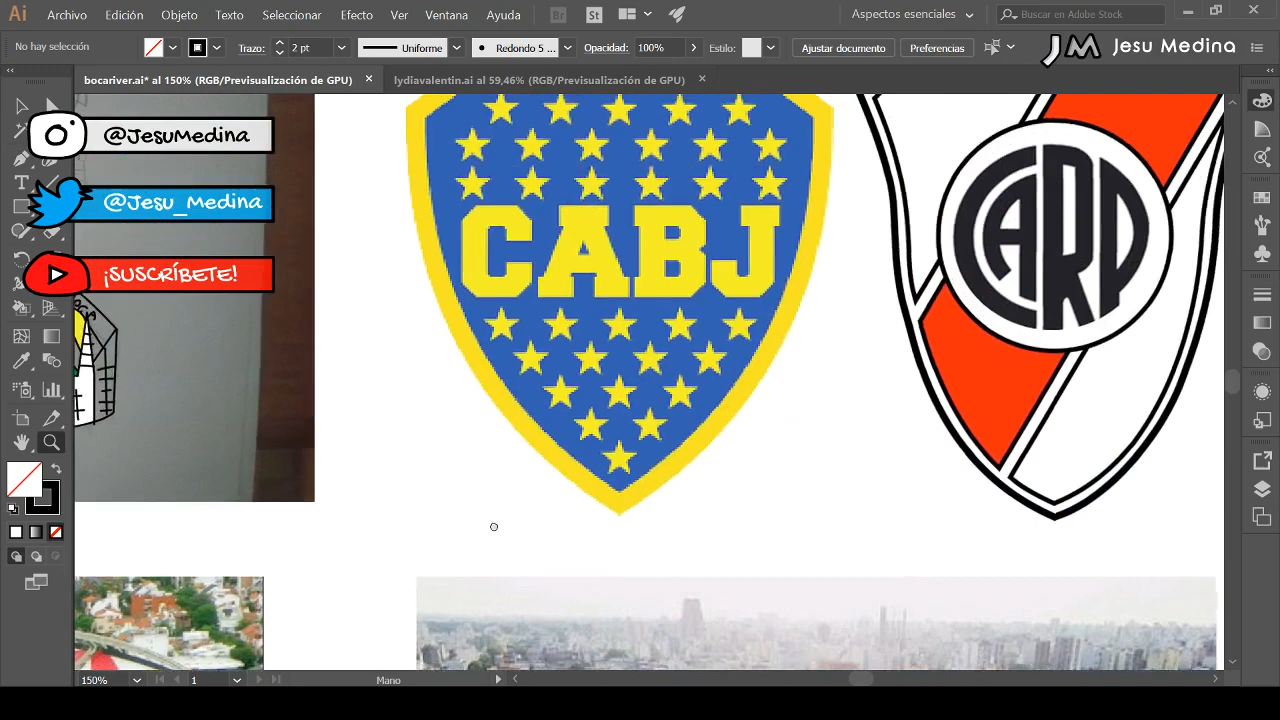 Ai
Archivo
Edición
Objeto
Texto
Seleccionar
Efecto
Ver
Ventana
Ayuda
Br
St
Aspectos esenciales
Buscar en Adobe Stock
No hay selección
Trazo:
2 pt
Uniforme
Redondo 5 ...
Opacidad:
100%
Estilo:
Ajustar documento
Preferencias
JM Jesu Medina
bocariver.ai* al 150% (RGB/Previsualización de GPU)
lydiavalentin.ai al 59,46% (RGB/Previsualización de GPU)
@JesuMedina
@Jesu_Medina
¡SUSCRÍBETE!
CABJ
CARP
150%
1
Mano